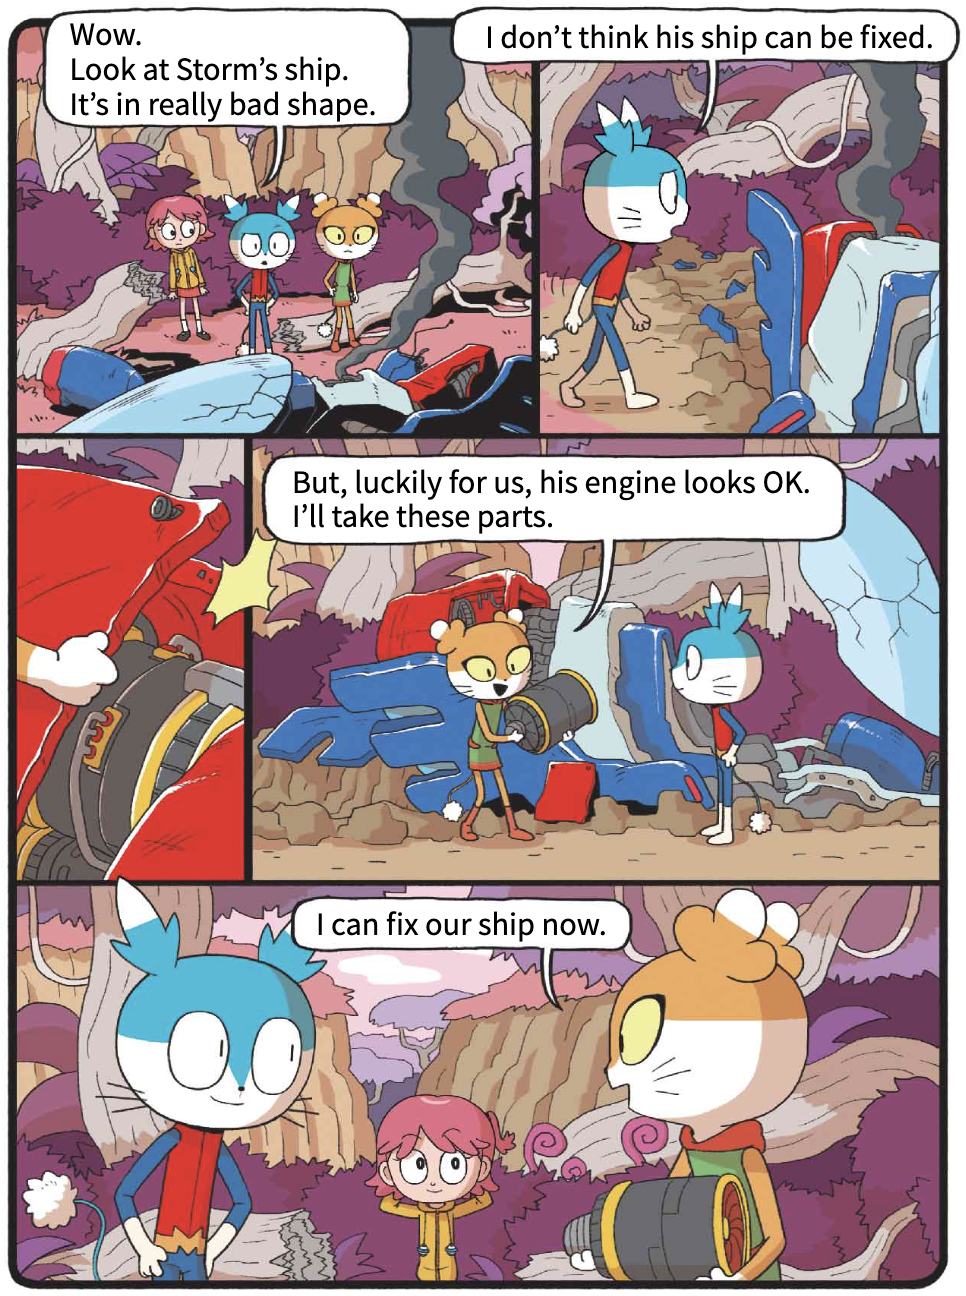 Wow.
Look at Storm’s ship.
It’s in really bad shape.
I don’t think his ship can be fixed.
But, luckily for us, his engine looks OK.
I’ll take these parts.
I can fix our ship now.